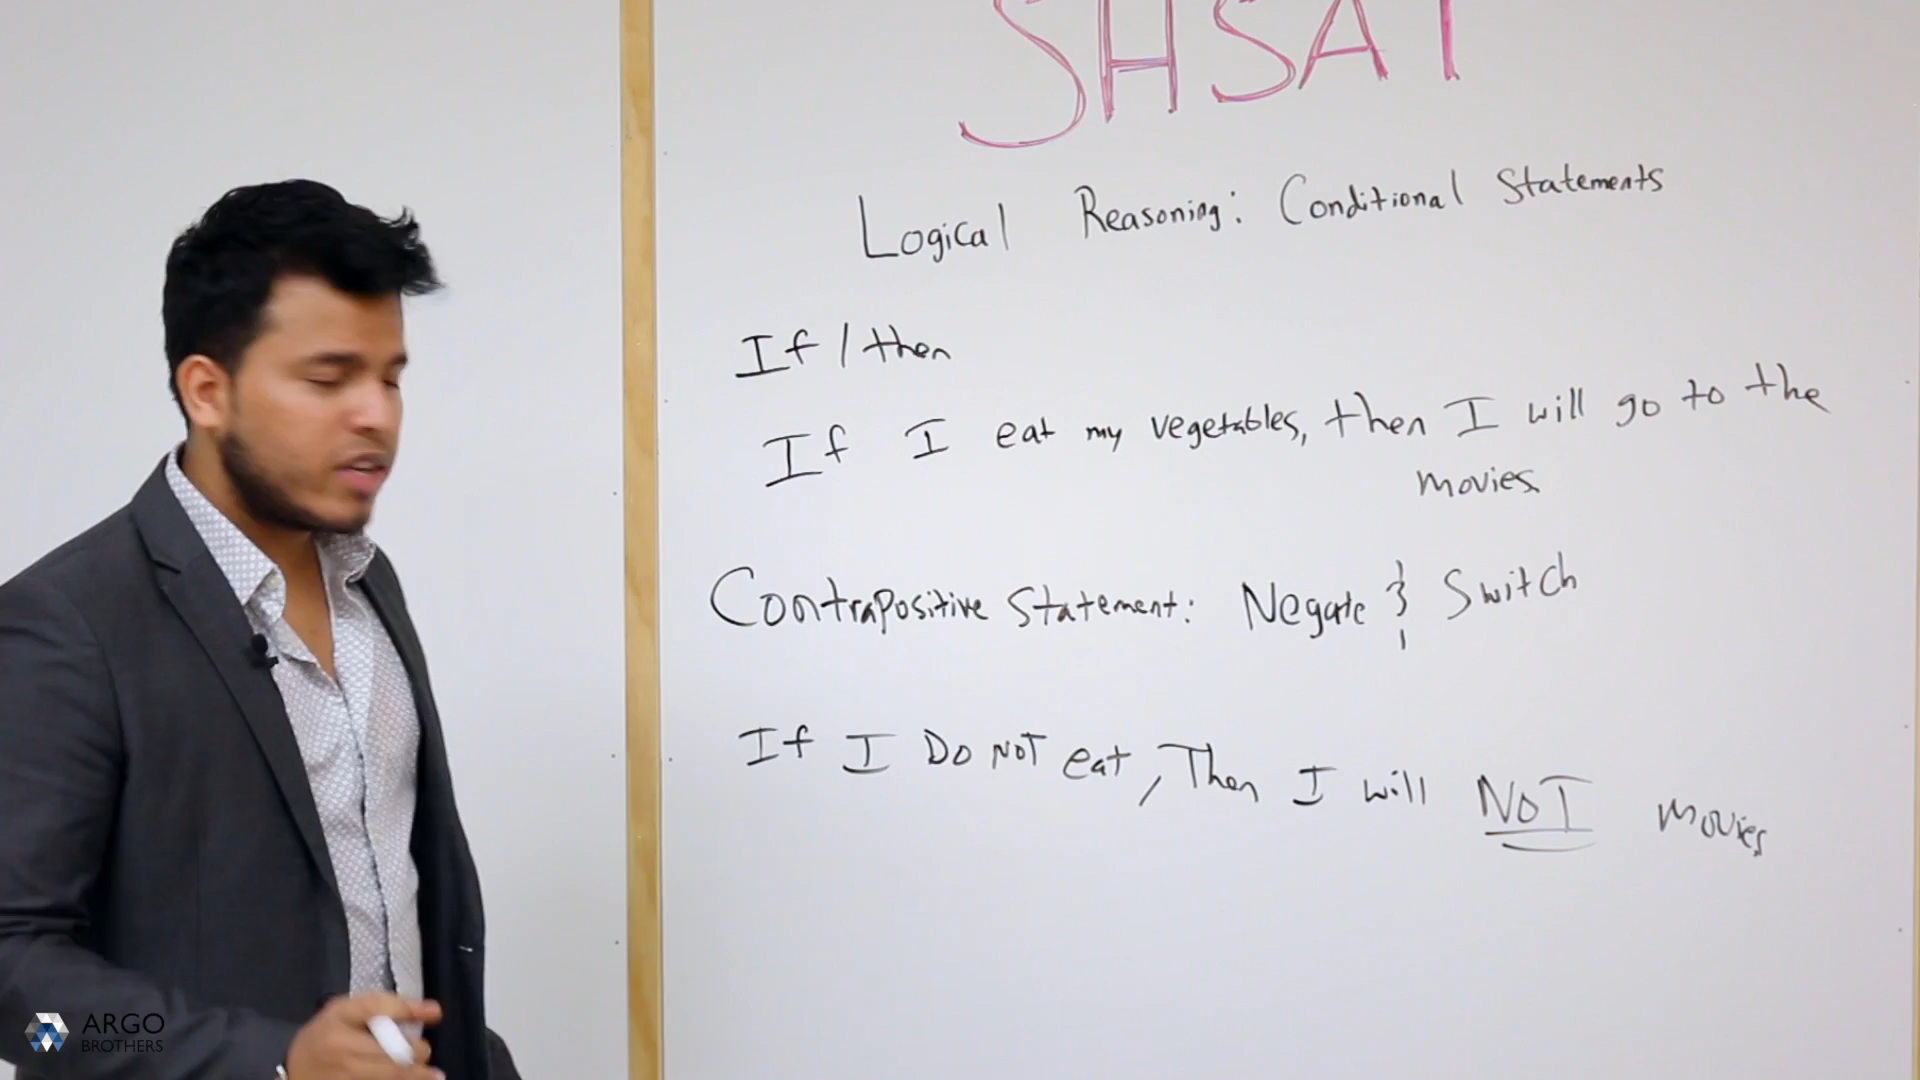 SHSAT
Logical Reasoning: Conditional Statements
If / then
If I eat my vegetables, then I will go to the
movies.
Contrapositive Statement: Negate & Switch
If I DO NOT eat, Then I will NOT movies
ARGO
BROTHERS